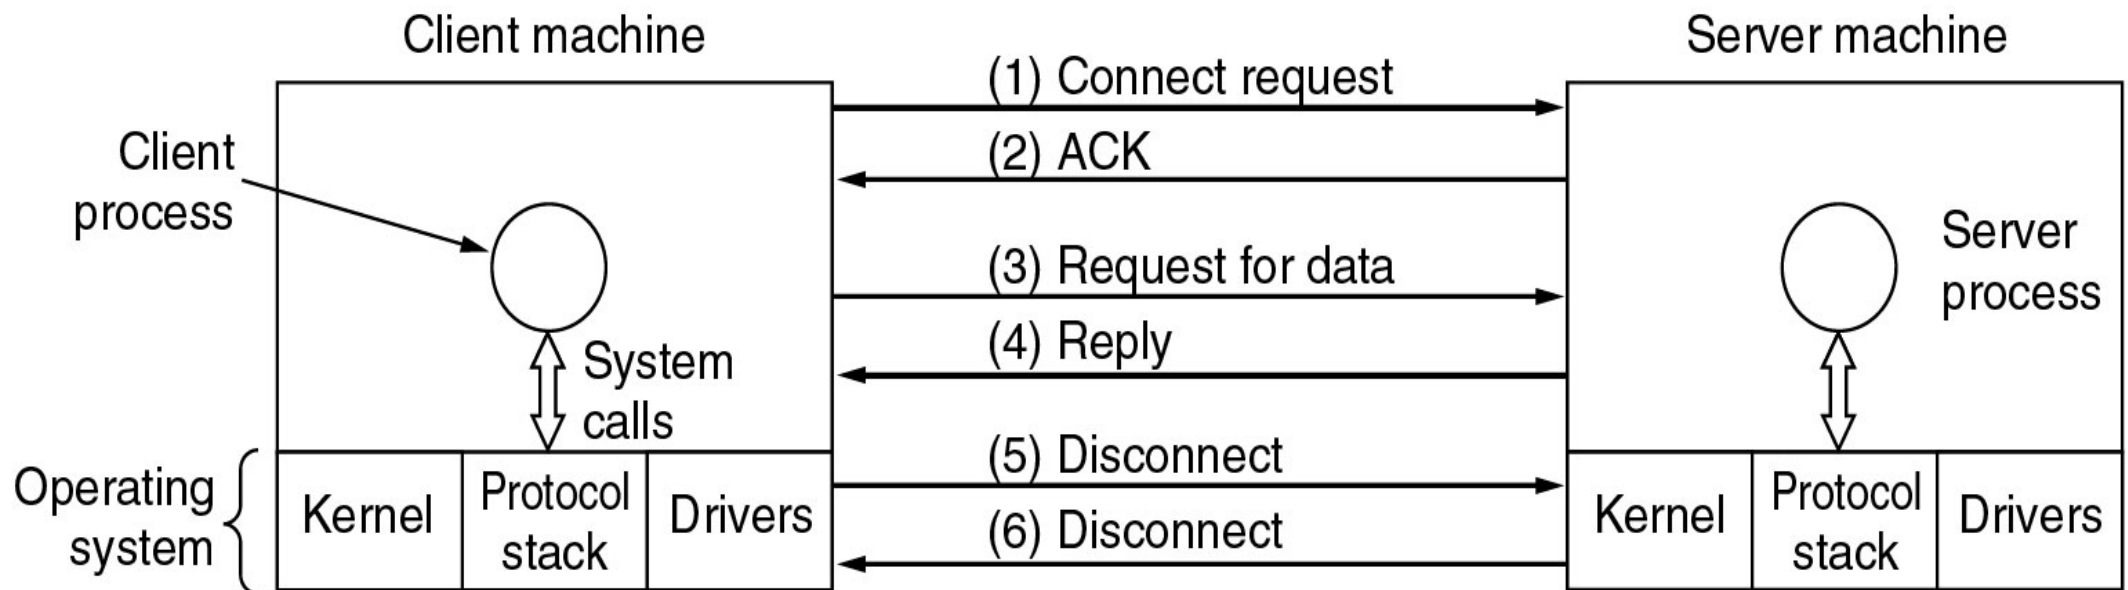 Client machine
Server machine
(1) Connect request
(2) ACK
Client
process
Server
process
(3) Request for data
(4) Reply
System
calls
(5) Disconnect
(6) Disconnect
Operating
system
Kernel
Protocol
stack
Drivers
Kernel
Protocol
stack
Drivers